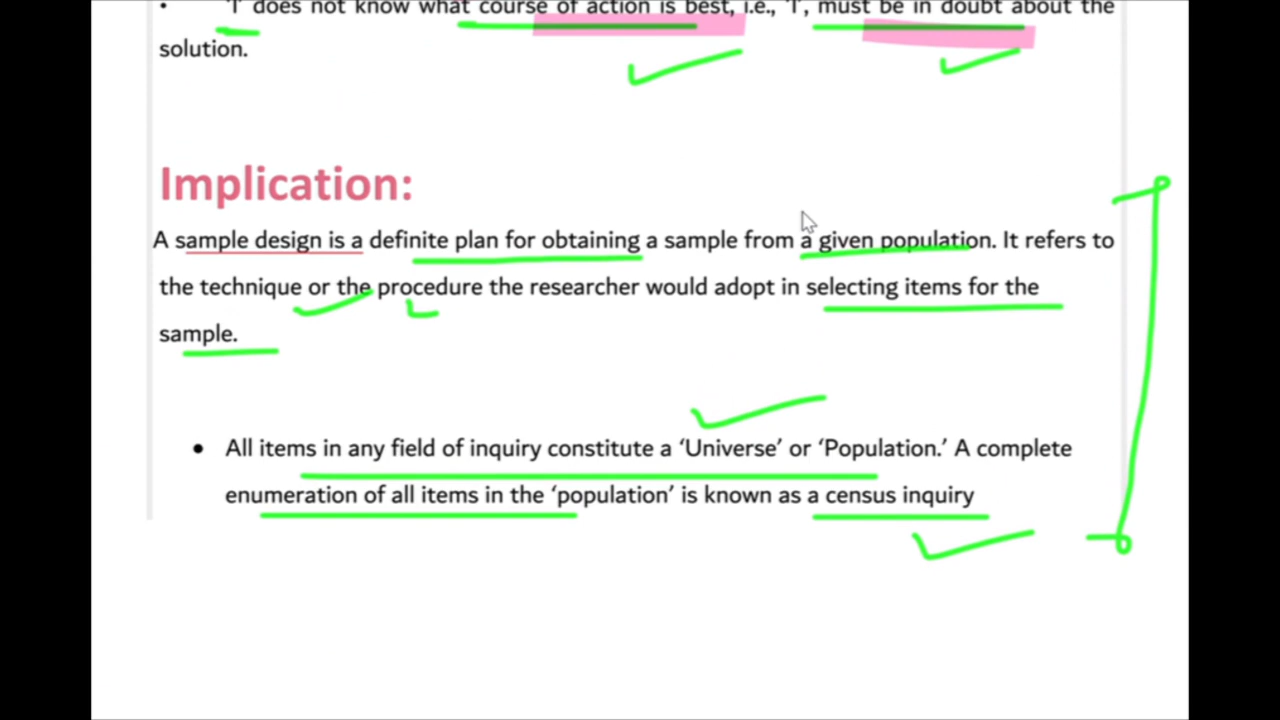 • 'I' does not know what course of action is best, i.e., 'I', must be in doubt about the
solution.
Implication:
A sample design is a definite plan for obtaining a sample from a given population. It refers to
the technique or the procedure the researcher would adopt in selecting items for the
sample.
• All items in any field of inquiry constitute a ‘Universe’ or ‘Population.’ A complete
enumeration of all items in the ‘population’ is known as a census inquiry